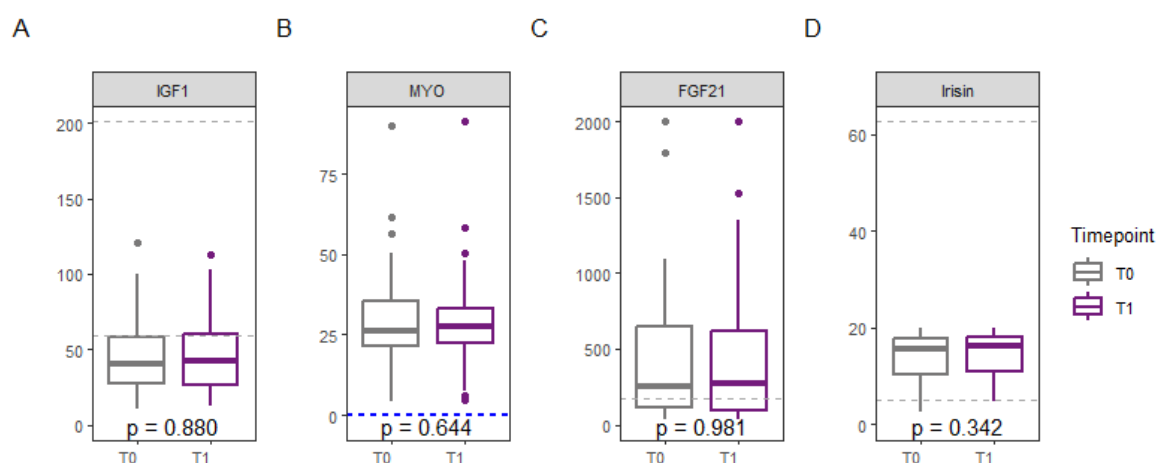 A
B
C
D
IGF1
MYO
FGF21
Irisin
200
150
100
50
0
p = 0.880
T0
T1
75
50
25
0
p = 0.644
T0
T1
2000
1500
1000
500
0
p = 0.981
T0
T1
60
40
20
0
p = 0.342
T0
T1
Timepoint
T0
T1